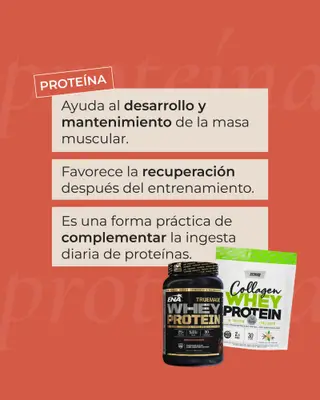 proteína
PROTEÍNA
Ayuda al desarrollo y
mantenimiento de la masa
muscular.
Favorece la recuperación
después del entrenamiento.
Es una forma práctica de
complementar la ingesta
diaria de proteínas.
ENA
TRUEMADE
WHEY
PROTEIN
Collagen
WHEY
PROTEIN